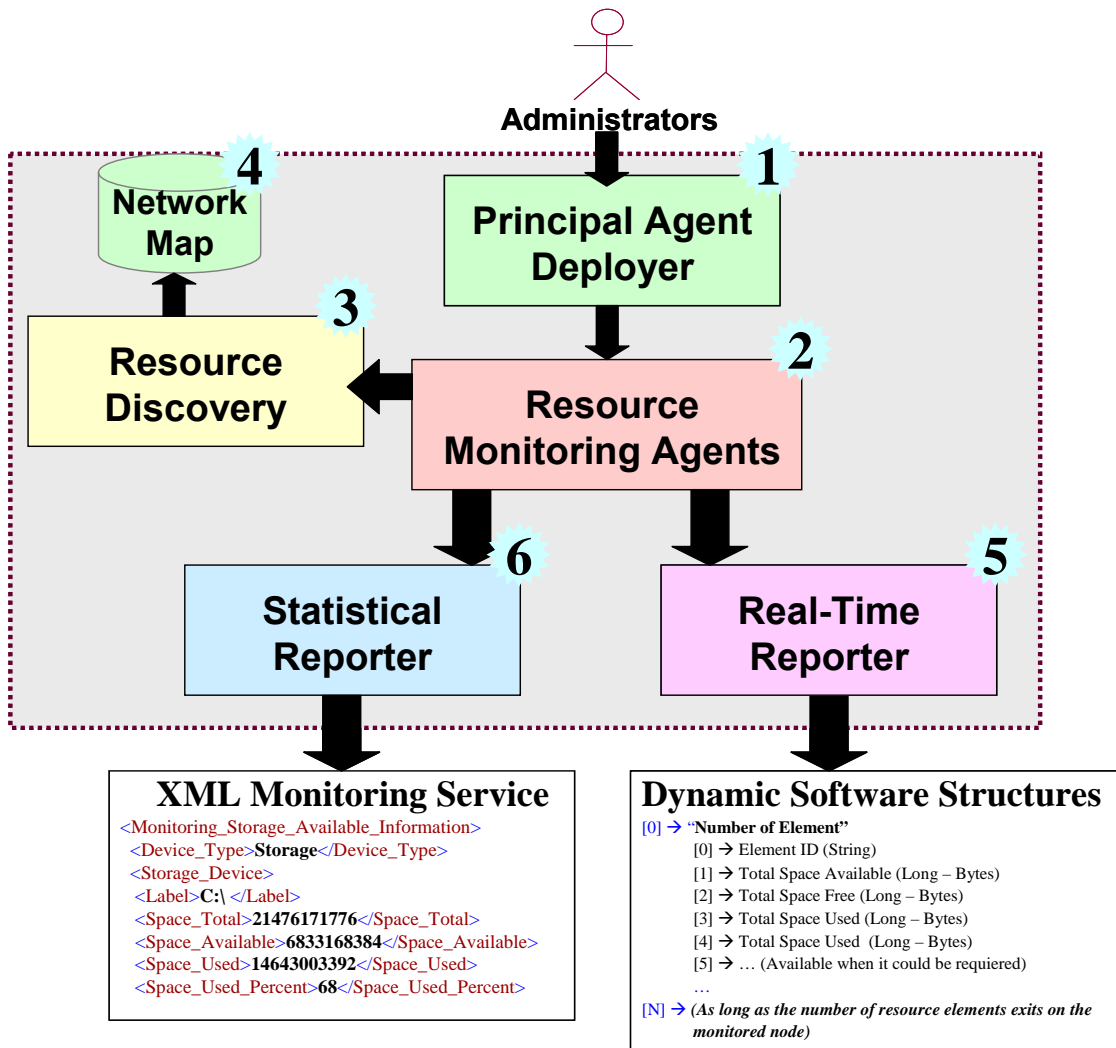 Administrators
1
Principal Agent
Deployer
4
Network
Map
3
Resource
Discovery
2
Resource
Monitoring Agents
6
Statistical
Reporter
5
Real-Time
Reporter
XML Monitoring Service
<Monitoring_Storage_Available_Information>
<Device_Type>Storage</Device_Type>
<Storage_Device>
<Label>C:\ </Label>
<Space_Total>21476171776</Space_Total>
<Space_Available>6833168384</Space_Available>
<Space_Used>14643003392</Space_Used>
<Space_Used_Percent>68</Space_Used_Percent>
Dynamic Software Structures
[0] → “Number of Element”
[0] → Element ID (String)
[1] → Total Space Available (Long – Bytes)
[2] → Total Space Free (Long – Bytes)
[3] → Total Space Used (Long – Bytes)
[4] → Total Space Used (Long – Bytes)
[5] → … (Available when it could be requiered)
…
[N] → (As long as the number of resource elements exits on the
monitored node)